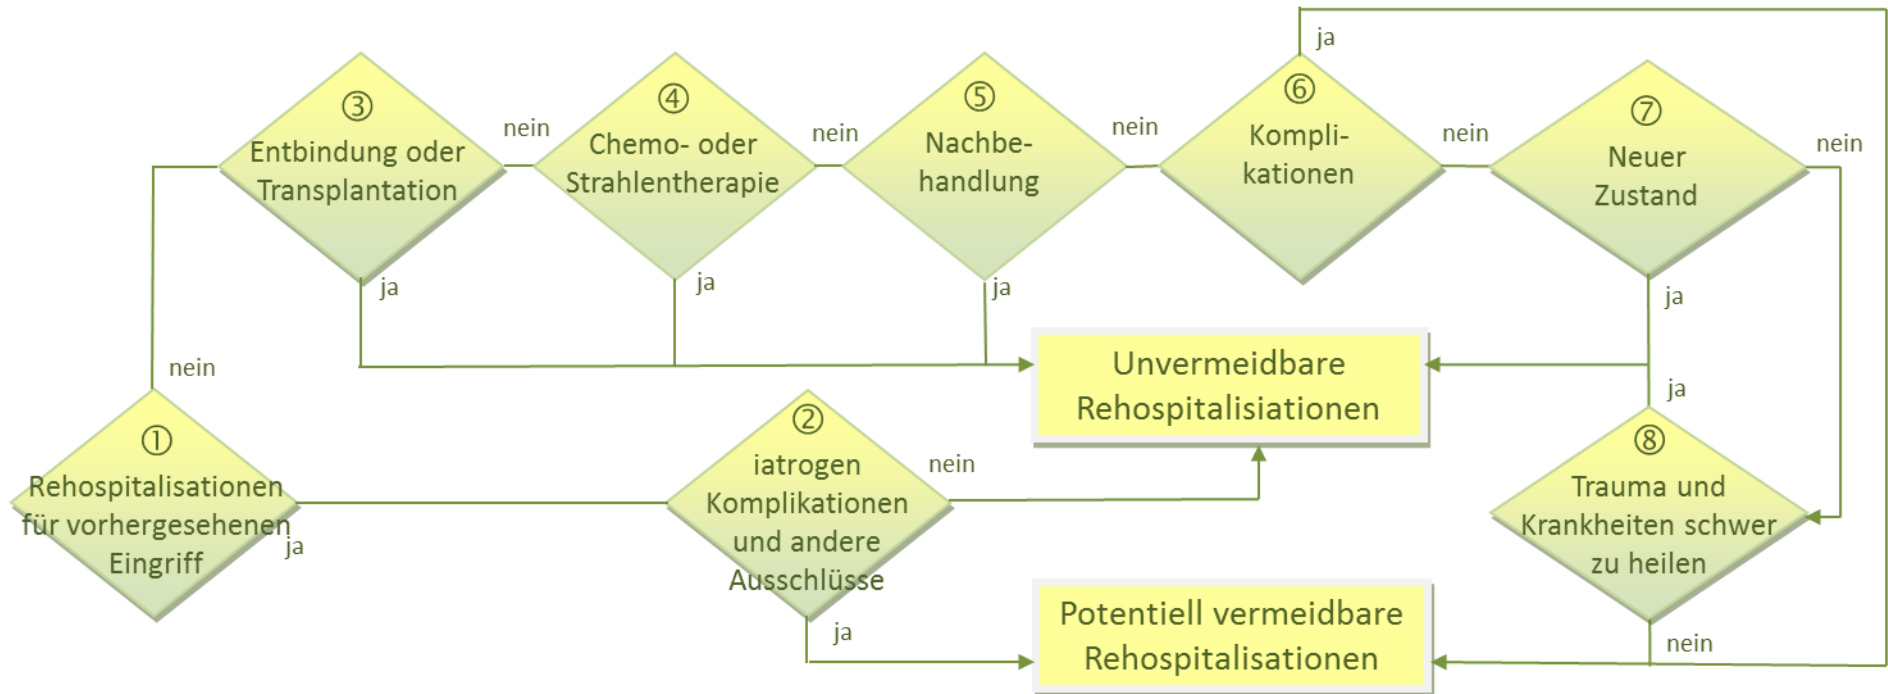 ③
Entbindung oder
Transplantation
nein
ja
④
Chemo- oder
Strahlentherapie
nein
ja
⑤
Nachbe-
handlung
nein
ja
⑥
Kompli-
kationen
ja
nein
⑦
Neuer
Zustand
nein
ja
nein
①
Rehospitalisationen
für vorhergesehenen
Eingriff
ja
②
iatrogen
Komplikationen
und andere
Ausschlüsse
nein
ja
Unvermeidbare
Rehospitalisiationen
ja
⑧
Trauma und
Krankheiten schwer
zu heilen
nein
Potentiell vermeidbare
Rehospitalisationen